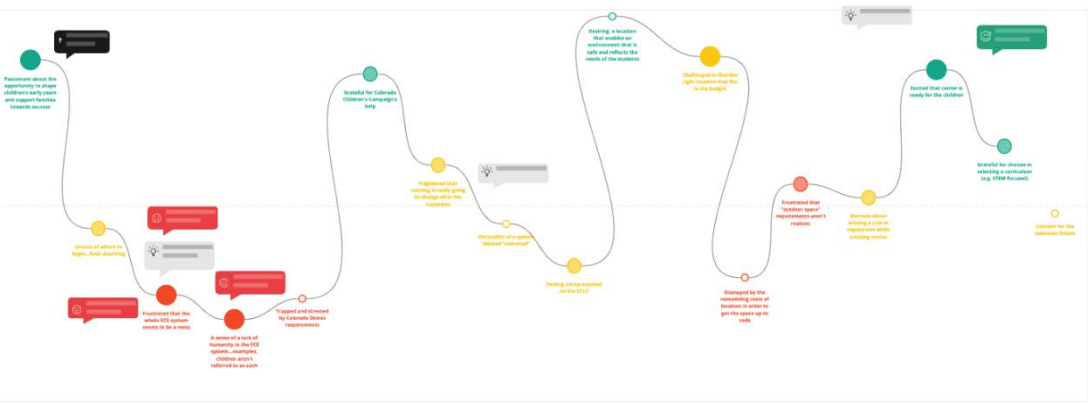 Passionate about the
opportunity to shape
children's early years
and support families
towards success
Unsure of where to
begin...feels daunting
Frustrated that the
whole ECE system
seems to be a mess
A sense of a lack of
humanity in the ECE
system...examples,
children aren't
referred to as such
Trapped and stressed
by Colorado Shines
requirements
Grateful for Colorado
Children's Campaign's
help
Frightened that
nothing is really going
to change after the
transition
Distrustful of a system
labeled "universal"
Feeling
on the ECLC
Desiring a location
that enables an
environment that is
safe and reflects the
needs of the students
Challenged to find the
right location that fits
in the budget
Dismayed by the
remodeling costs of
location in order to
get the space up to
code
Frustrated that
"outdoor space"
requirements aren't
realistic
Nervous about
missing a rule or
regulations while
creating center
Excited that center is
ready for the children
Grateful for choices in
selecting a curriculum
(e.g. STEM focused)
Concern for the
unknown future